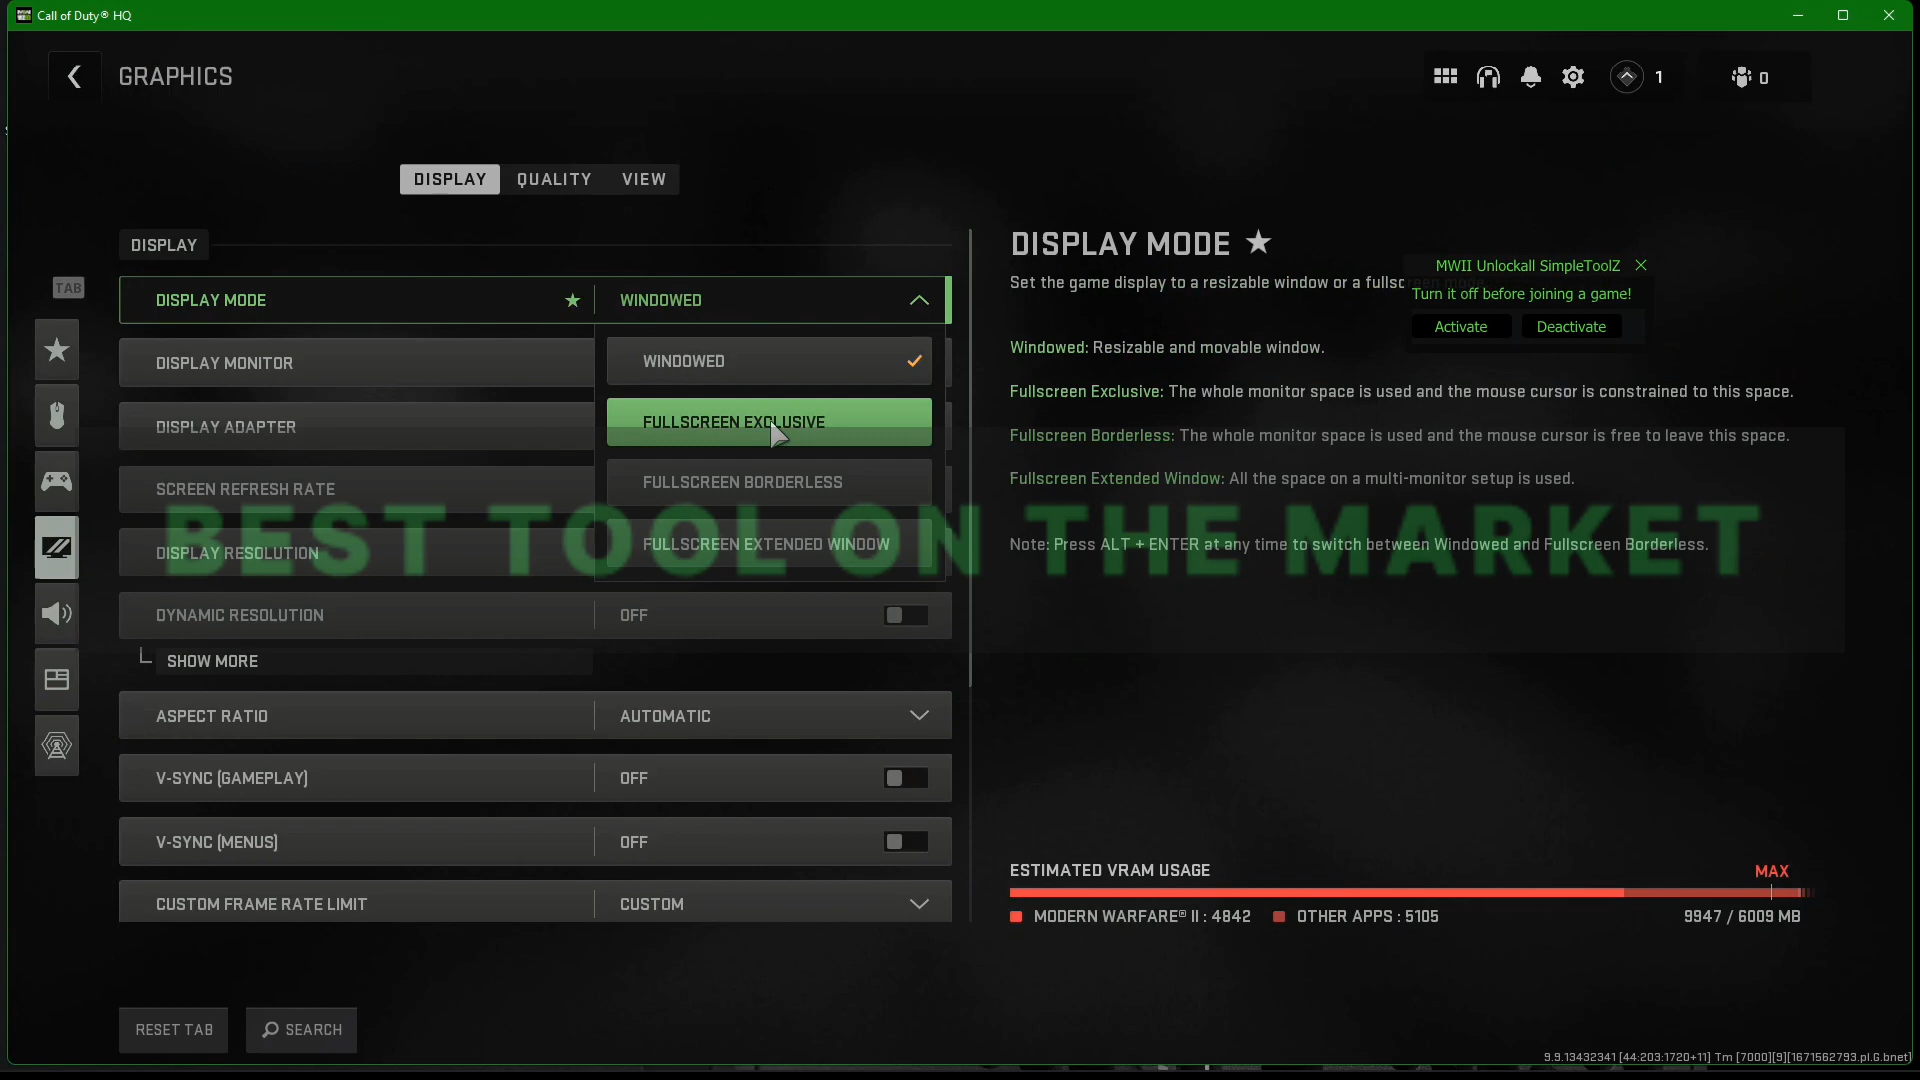 Call of Duty® HQ
GRAPHICS
1
0
DISPLAY QUALITY VIEW
DISPLAY
TAB
DISPLAY MODE WINDOWED
WINDOWED
FULLSCREEN EXCLUSIVE
FULLSCREEN BORDERLESS
FULLSCREEN EXTENDED WINDOW
DISPLAY MONITOR
DISPLAY ADAPTER
SCREEN REFRESH RATE
DISPLAY RESOLUTION
DYNAMIC RESOLUTION OFF
SHOW MORE
ASPECT RATIO AUTOMATIC
V-SYNC (GAMEPLAY) OFF
V-SYNC (MENUS) OFF
CUSTOM FRAME RATE LIMIT CUSTOM
RESET TAB SEARCH
DISPLAY MODE
Set the game display to a resizable window or a fullscreen mode.
MWII Unlockall SimpleToolZ
Turn it off before joining a game!
Activate Deactivate
Windowed: Resizable and movable window.
Fullscreen Exclusive: The whole monitor space is used and the mouse cursor is constrained to this space.
Fullscreen Borderless: The whole monitor space is used and the mouse cursor is free to leave this space.
Fullscreen Extended Window: All the space on a multi-monitor setup is used.
BEST TOOL ON THE MARKET
Note: Press ALT + ENTER at any time to switch between Windowed and Fullscreen Borderless.
ESTIMATED VRAM USAGE MAX
MODERN WARFARE® II : 4842 OTHER APPS : 5105 9947 / 6009 MB
9.9.13432341 [44:203:1720+11] Tm [7000][9][1671562793.pl.G.bnet]